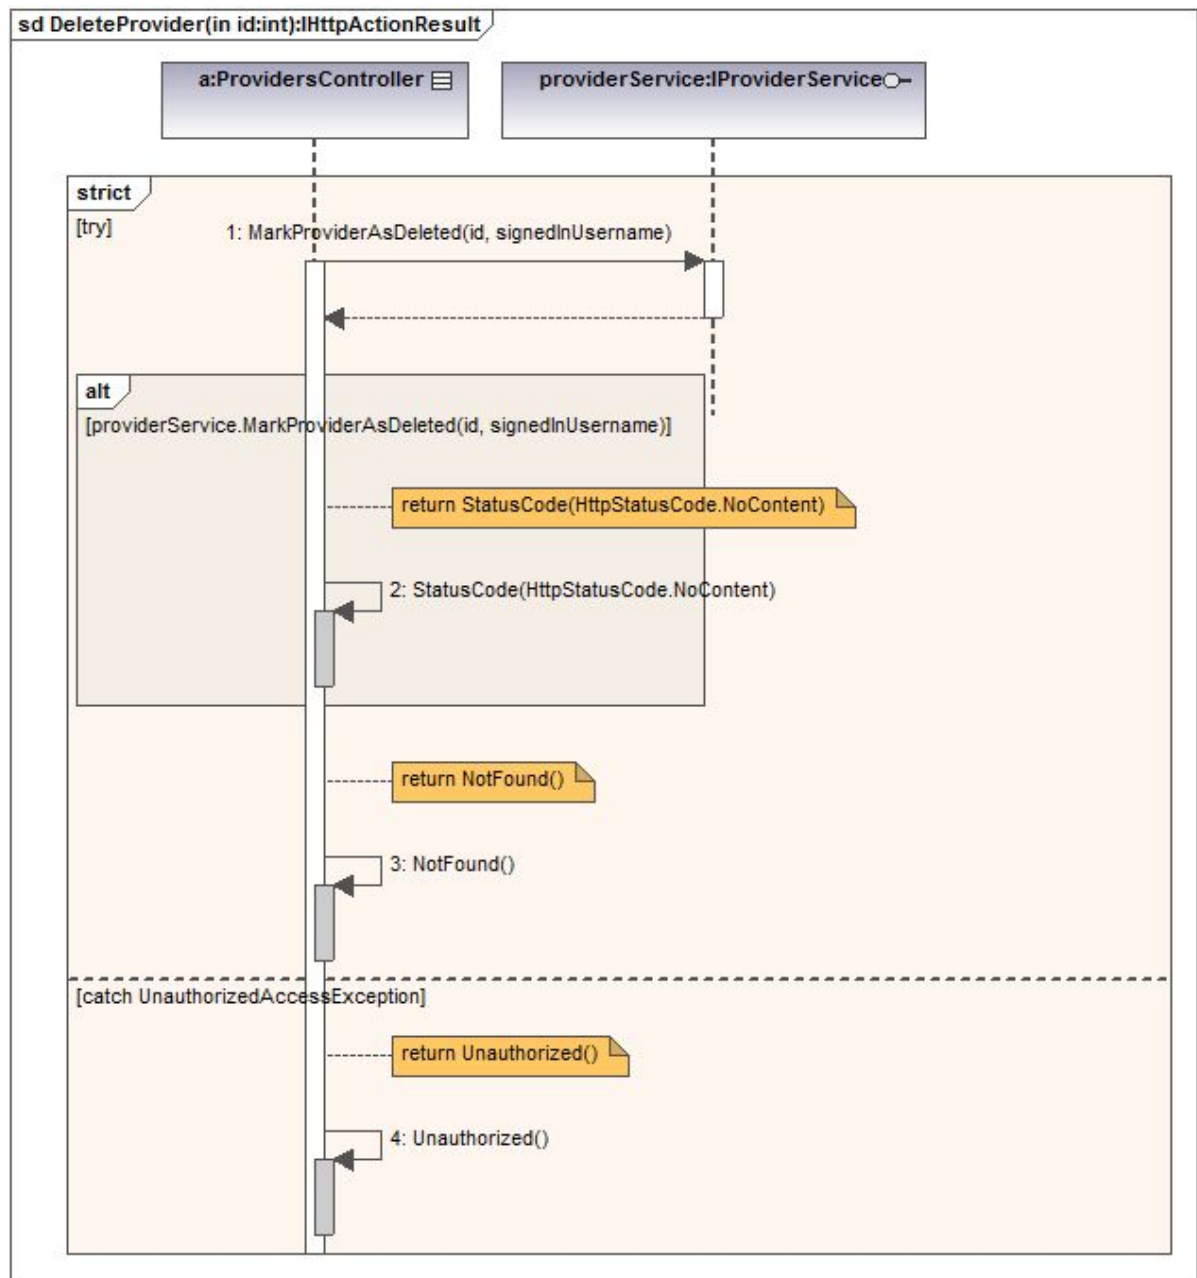 sd DeleteProvider(in id:int):IHttpActionResult
a:ProvidersController
providerService:IProviderService
strict
[try]
1: MarkProviderAsDeleted(id, signedInUsername)
alt
[providerService.MarkProviderAsDeleted(id, signedInUsername)]
return StatusCode(HttpStatusCode.NoContent)
2: StatusCode(HttpStatusCode.NoContent)
return NotFound()
3: NotFound()
[catch UnauthorizedAccessException]
return Unauthorized()
4: Unauthorized()